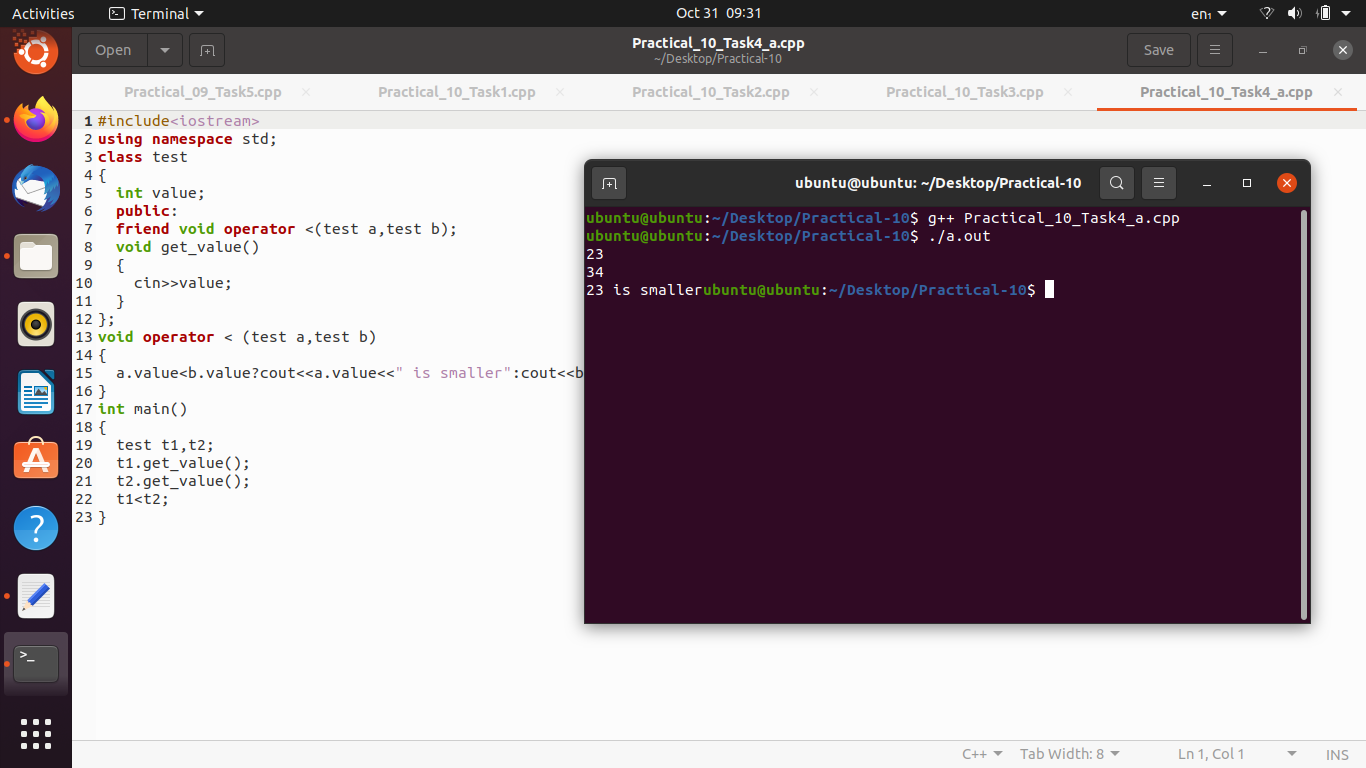 Activities
Terminal
Oct 31 09:31
en₁
Open
Practical_10_Task4_a.cpp
~/Desktop/Practical-10
Save
Practical_09_Task5.cpp
Practical_10_Task1.cpp
Practical_10_Task2.cpp
Practical_10_Task3.cpp
Practical_10_Task4_a.cpp
1 #include<iostream>
2 using namespace std;
3 class test
4 {
5   int value;
6   public:
7   friend void operator <(test a,test b);
8   void get_value()
9   {
10     cin>>value;
11   }
12 };
13 void operator < (test a,test b)
14 {
15   a.value<b.value?cout<<a.value<<" is smaller":cout<<b
16 }
17 int main()
18 {
19   test t1,t2;
20   t1.get_value();
21   t2.get_value();
22   t1<t2;
23 }
ubuntu@ubuntu: ~/Desktop/Practical-10
ubuntu@ubuntu:~/Desktop/Practical-10$ g++ Practical_10_Task4_a.cpp
ubuntu@ubuntu:~/Desktop/Practical-10$ ./a.out
23
34
23 is smallerubuntu@ubuntu:~/Desktop/Practical-10$
C++
Tab Width: 8
Ln 1, Col 1
INS